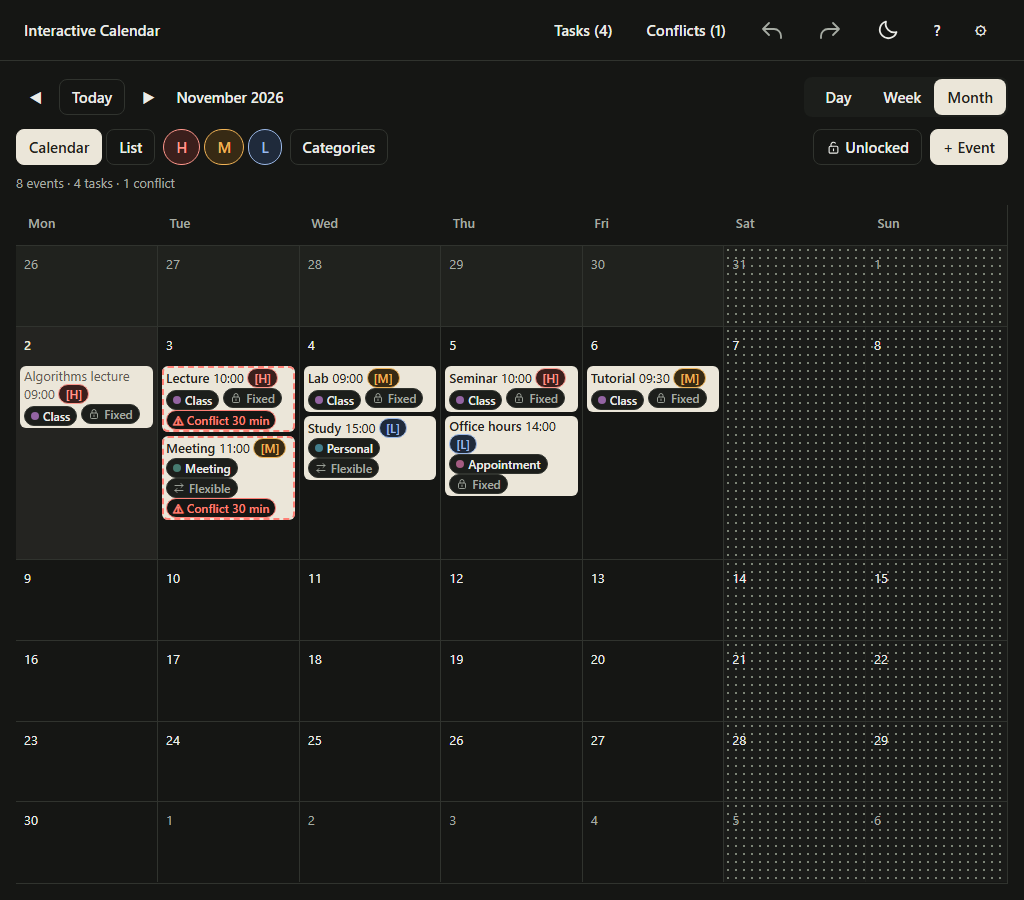 Interactive Calendar Tasks (4) Conflicts (1) ?
Today November 2026 Day Week Month
Calendar List H M L Categories Unlocked + Event
8 events · 4 tasks · 1 conflict
Mon Tue Wed Thu Fri Sat Sun
26 27 28 29 30 31 1
2 3 4 5 6 7 8
Algorithms lecture
09:00 [H]
Class Fixed
Lecture 10:00 [H]
Class Fixed
Conflict 30 min
Meeting 11:00 [M]
Meeting
Flexible
Conflict 30 min
Lab 09:00 [M]
Class Fixed
Study 15:00 [L]
Personal
Flexible
Seminar 10:00 [H]
Class Fixed
Office hours 14:00
[L]
Appointment
Fixed
Tutorial 09:30 [M]
Class Fixed
9 10 11 12 13 14 15
16 17 18 19 20 21 22
23 24 25 26 27 28 29
30 1 2 3 4 5 6